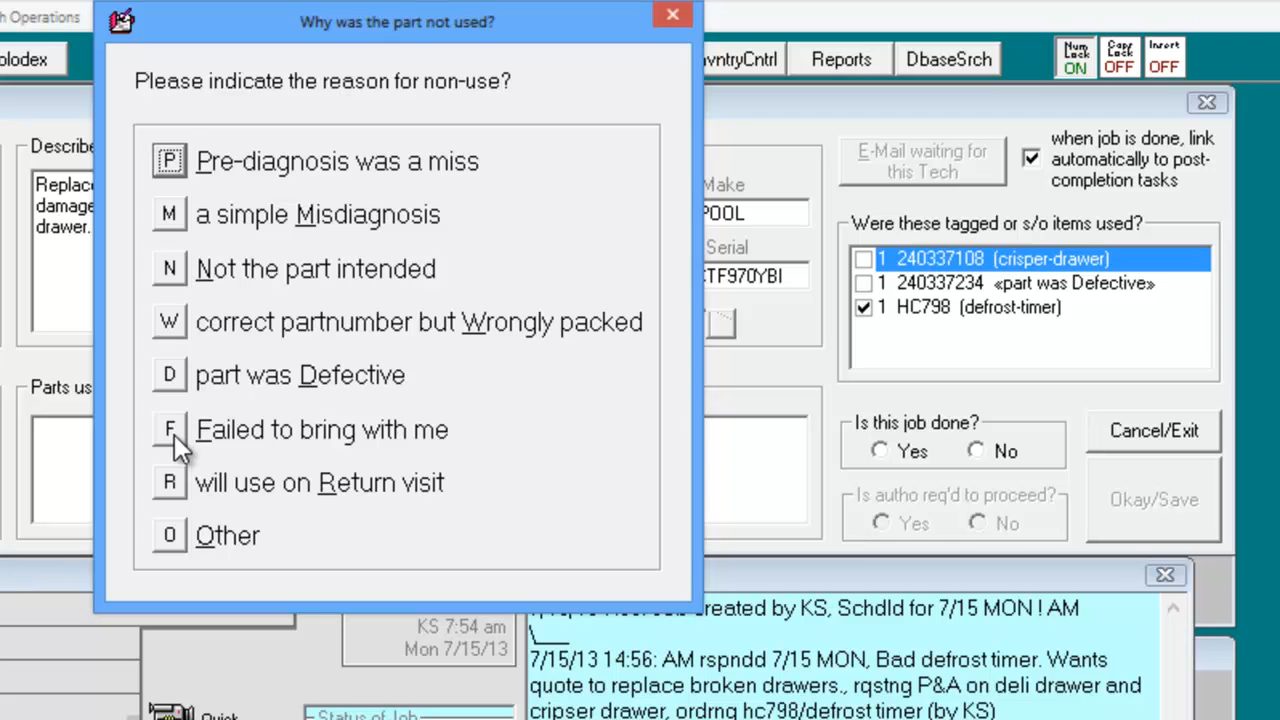 h Operations
Why was the part not used?
olodex
vntryCntrl
Reports
DbaseSrch
Num Lock ON
Caps Lock OFF
Insert OFF
Please indicate the reason for non-use?
P Pre-diagnosis was a miss
M a simple Misdiagnosis
N Not the part intended
W correct partnumber but Wrongly packed
D part was Defective
F Failed to bring with me
R will use on Return visit
O Other
Describe
Replac
damage
drawer.
Parts us
Make
POOL
Serial
TF970YBI
E-Mail waiting for
this Tech
when job is done, link
automatically to post-
completion tasks
Were these tagged or s/o items used?
1 240337108 (crisper-drawer)
1 240337234 «part was Defective»
1 HC798 (defrost-timer)
Is this job done?
Yes No
Is autho req'd to proceed?
Yes No
Cancel/Exit
Okay/Save
KS 7:54 am
Mon 7/15/13
Quick
Status of Job
created by KS, Schdld for 7/15 MON ! AM
\___
7/15/13 14:56: AM rspndd 7/15 MON, Bad defrost timer. Wants
quote to replace broken drawers., rqstng P&A on deli drawer and
cripser drawer, ordrng hc798/defrost timer (by KS)